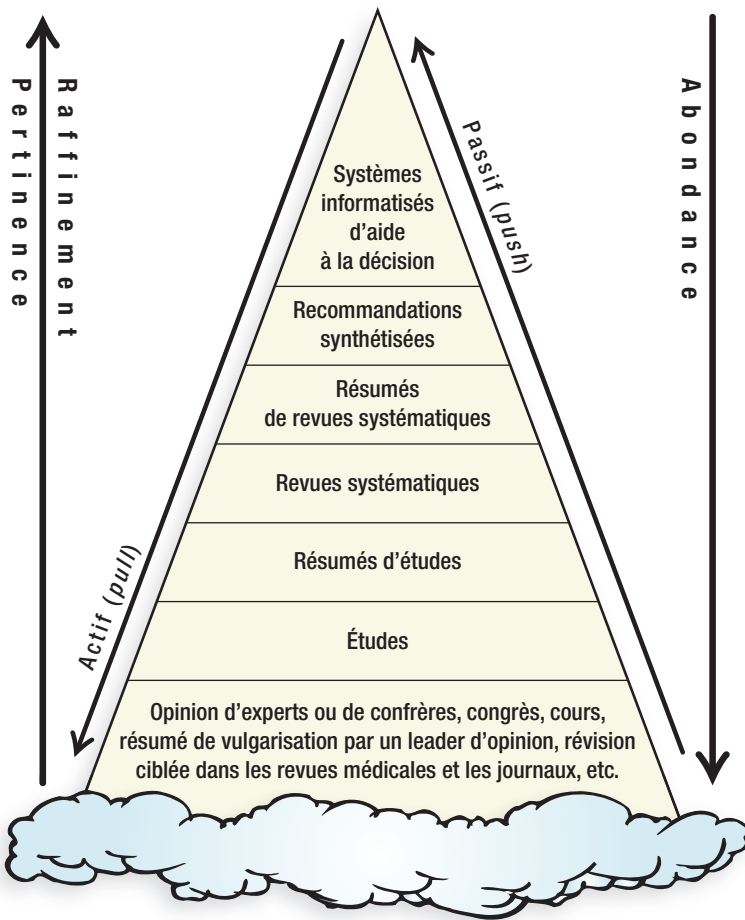 Pertinence
Raffinement
Actif (pull)
Passif (push)
Abondance
Systèmes
informatisés
d'aide
à la décision
Recommandations
synthétisées
Résumés
de revues systématiques
Revues systématiques
Résumés d'études
Études
Opinion d'experts ou de confrères, congrès, cours,
résumé de vulgarisation par un leader d'opinion, révision
ciblée dans les revues médicales et les journaux, etc.